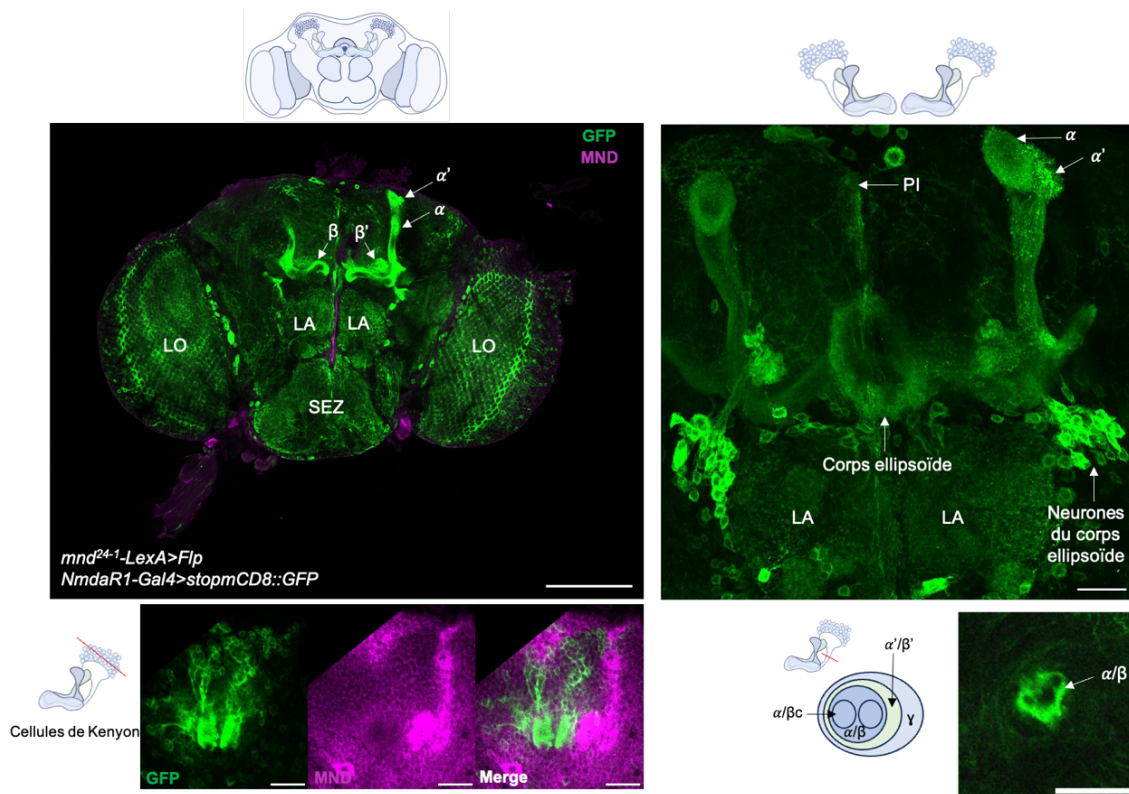 GFP
MND
α'
α
β
β'
LA
LA
LO
LO
SEZ
mnd²⁴⁻¹-LexA>Flp
NmdaR1-Gal4>stopmCD8::GFP
α
α'
PI
Corps ellipsoïde
LA
LA
Neurones
du corps
ellipsoïde
Cellules de Kenyon
GFP
MND
Merge
α'/β'
α/βc
α/β
γ
α/β